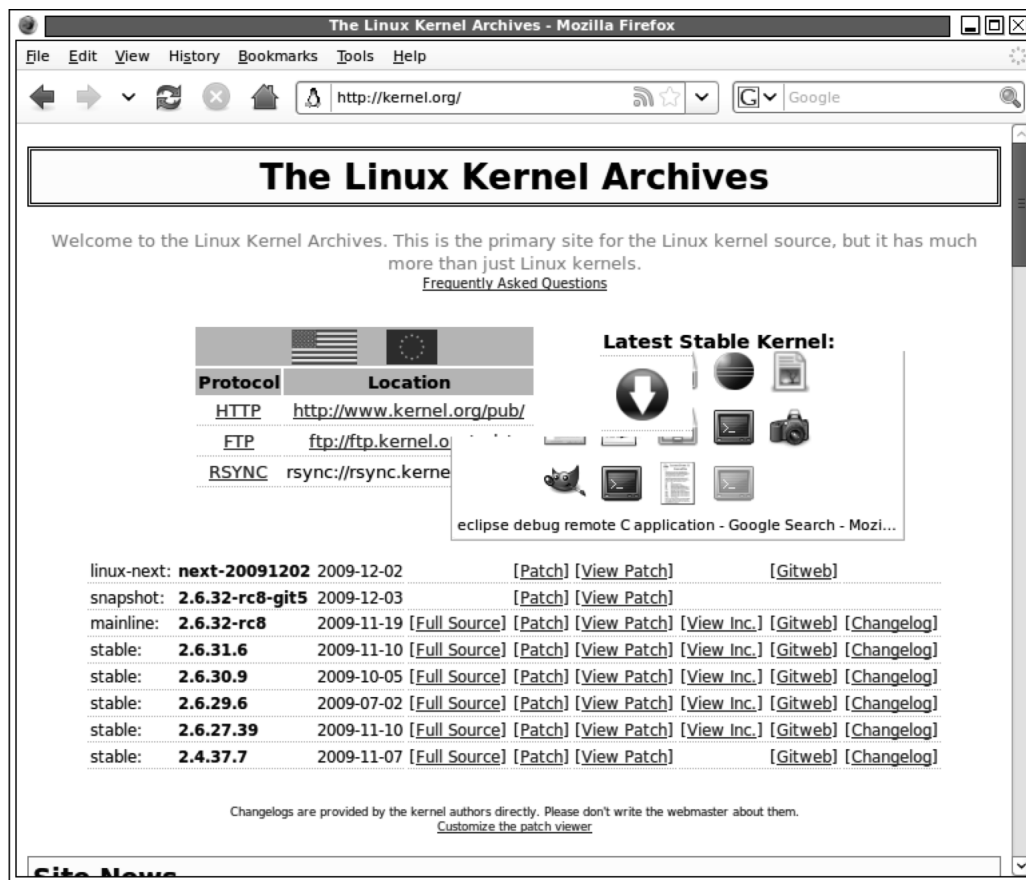 The Linux Kernel Archives - Mozilla Firefox
File Edit View History Bookmarks Tools Help
http://kernel.org/
G Google
The Linux Kernel Archives
Welcome to the Linux Kernel Archives. This is the primary site for the Linux kernel source, but it has much
more than just Linux kernels.
Frequently Asked Questions
Latest Stable Kernel:
Protocol Location
HTTP http://www.kernel.org/pub/
FTP ftp://ftp.kernel.o
RSYNC rsync://rsync.kerne
eclipse debug remote C application - Google Search - Mozi...
linux-next: next-20091202 2009-12-02 [Patch] [View Patch] [Gitweb]
snapshot: 2.6.32-rc8-git5 2009-12-03 [Patch] [View Patch]
mainline: 2.6.32-rc8 2009-11-19 [Full Source] [Patch] [View Patch] [View Inc.] [Gitweb] [Changelog]
stable: 2.6.31.6 2009-11-10 [Full Source] [Patch] [View Patch] [View Inc.] [Gitweb] [Changelog]
stable: 2.6.30.9 2009-10-05 [Full Source] [Patch] [View Patch] [View Inc.] [Gitweb] [Changelog]
stable: 2.6.29.6 2009-07-02 [Full Source] [Patch] [View Patch] [View Inc.] [Gitweb] [Changelog]
stable: 2.6.27.39 2009-11-10 [Full Source] [Patch] [View Patch] [View Inc.] [Gitweb] [Changelog]
stable: 2.4.37.7 2009-11-07 [Full Source] [Patch] [View Patch] [Gitweb] [Changelog]
Changelogs are provided by the kernel authors directly. Please don't write the webmaster about them.
Customize the patch viewer
Site News